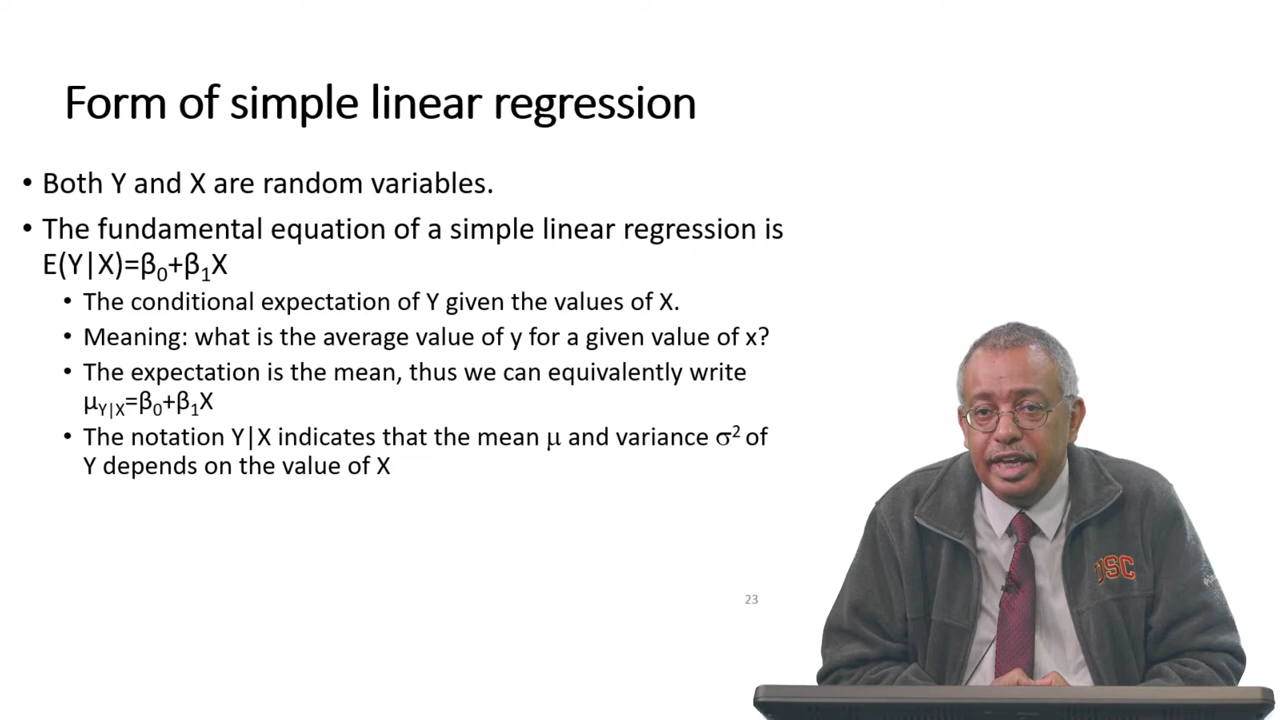 Form of simple linear regression
• Both Y and X are random variables.
• The fundamental equation of a simple linear regression is
E(Y|X)=β₀+β₁X
• The conditional expectation of Y given the values of X.
• Meaning: what is the average value of y for a given value of x?
• The expectation is the mean, thus we can equivalently write
μY|X=β₀+β₁X
• The notation Y|X indicates that the mean μ and variance σ² of
Y depends on the value of X
USC
23